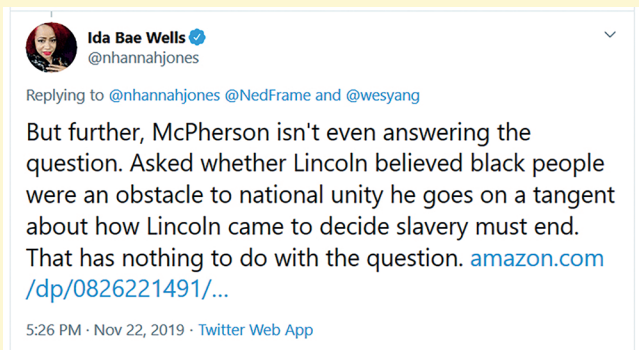 Ida Bae Wells
@nhannahjones
Replying to @nhannahjones @NedFrame and @wesyang
But further, McPherson isn't even answering the
question. Asked whether Lincoln believed black people
were an obstacle to national unity he goes on a tangent
about how Lincoln came to decide slavery must end.
That has nothing to do with the question. amazon.com
/dp/0826221491/...
5:26 PM · Nov 22, 2019 · Twitter Web App